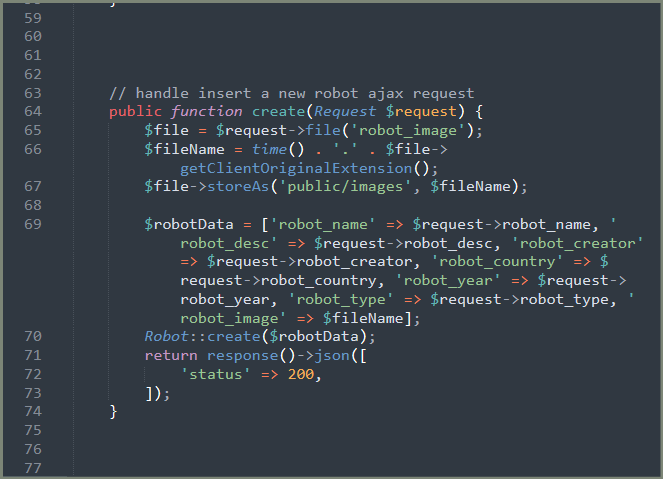 59
60
61
62
63 // handle insert a new robot ajax request
64 public function create(Request $request) {
65 $file = $request->file('robot_image');
66 $fileName = time() . '.' . $file->
getClientOriginalExtension();
67 $file->storeAs('public/images', $fileName);
68
69 $robotData = ['robot_name' => $request->robot_name, '
robot_desc' => $request->robot_desc, 'robot_creator'
=> $request->robot_creator, 'robot_country' => $
request->robot_country, 'robot_year' => $request->
robot_year, 'robot_type' => $request->robot_type, '
robot_image' => $fileName];
70 Robot::create($robotData);
71 return response()->json([
72 'status' => 200,
73 ]);
74 }
75
76
77